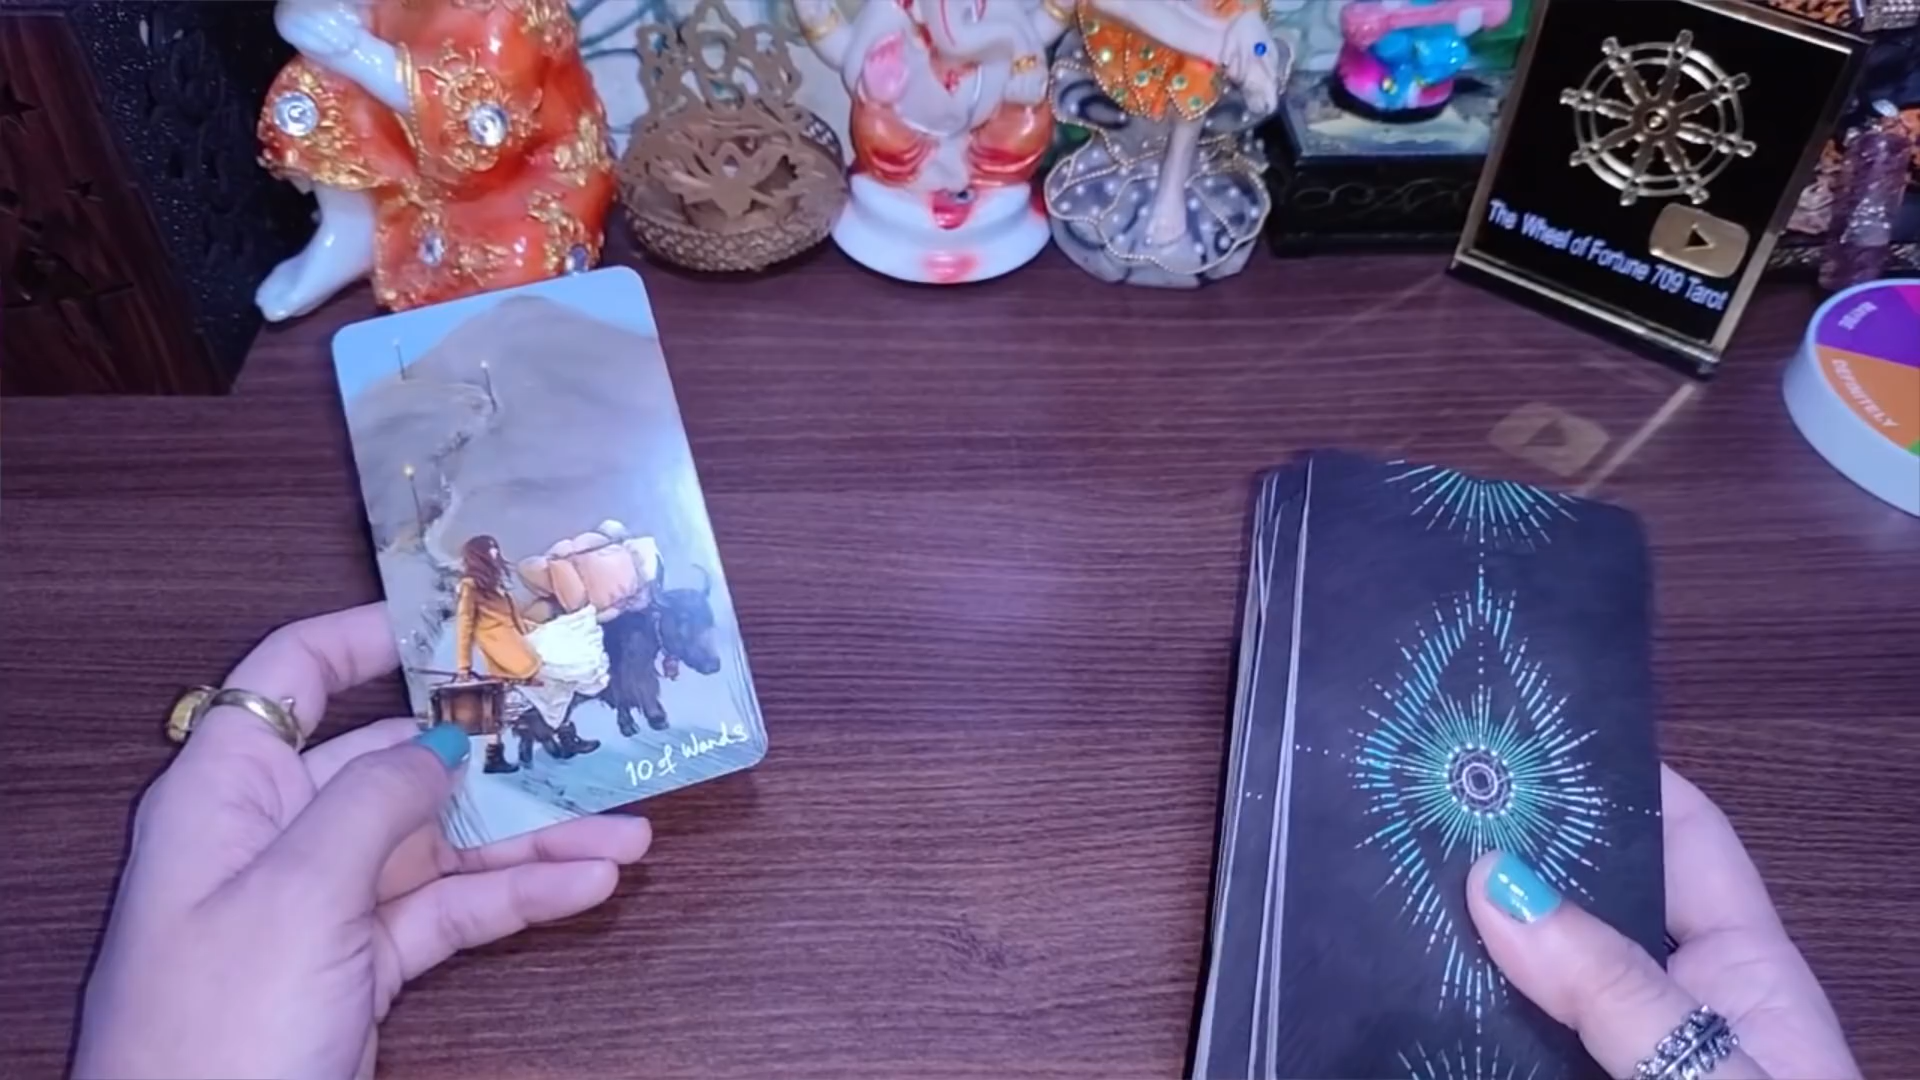 The Wheel of Fortune 709 Tarot
DEFINITELY
10 of Wands